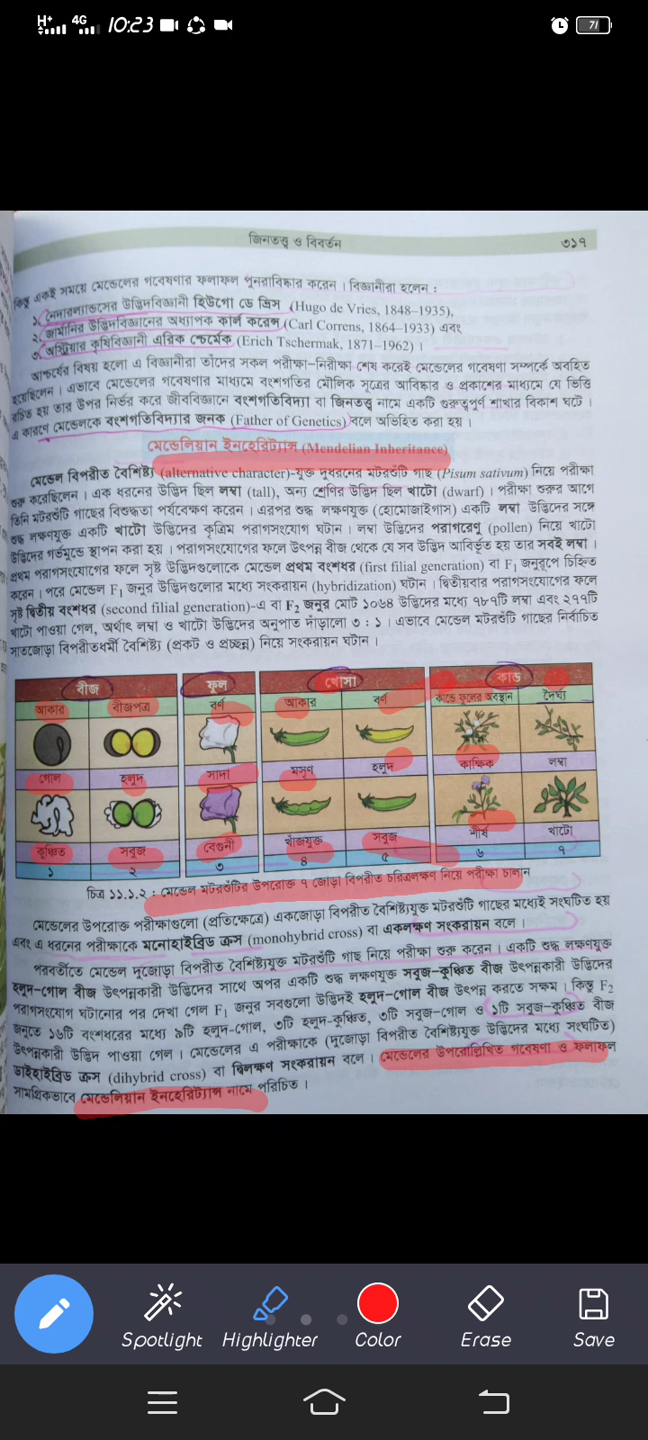 10:23
4G
71
জিনতত্ত্ব ও বিবর্তন ৩১৭
কিন্তু একই সময়ে মেন্ডেলের গবেষণার ফলাফল পুনরাবিষ্কার করেন। বিজ্ঞানীরা হলেন :
১. নেদারল্যান্ডসের উদ্ভিদবিজ্ঞানী হিউগো ডে ভ্রিস (Hugo de Vries, 1848–1935),
২. জার্মানির উদ্ভিদবিজ্ঞানের অধ্যাপক কার্ল করেন্স (Carl Correns, 1864–1933) এবং
৩. অস্ট্রিয়ার কৃষিবিজ্ঞানী এরিক শ্চের্মেক (Erich Tschermak, 1871–1962)।
আশ্চর্যের বিষয় হলো এ বিজ্ঞানীরা তাঁদের সকল পরীক্ষা–নিরীক্ষা শেষ করেই মেন্ডেলের গবেষণা সম্পর্কে অবহিত
হয়েছিলেন। এভাবে মেন্ডেলের গবেষণার মাধ্যমে বংশগতির মৌলিক সূত্রের আবিষ্কার ও প্রকাশের মাধ্যমে যে ভিত্তি
রচিত হয় তার উপর নির্ভর করে জীববিজ্ঞানে বংশগতিবিদ্যা বা জিনতত্ত্ব নামে একটি গুরুত্বপূর্ণ শাখার বিকাশ ঘটে।
এ কারণে মেন্ডেলকে বংশগতিবিদ্যার জনক (Father of Genetics) বলে অভিহিত করা হয়।
মেন্ডেলিয়ান ইনহেরিট্যান্স (Mendelian Inheritance)
মেন্ডেল বিপরীত বৈশিষ্ট্য (alternative character)-যুক্ত দুধরনের মটরশুঁটি গাছ (Pisum sativum) নিয়ে পরীক্ষা
শুরু করেছিলেন। এক ধরনের উদ্ভিদ ছিল লম্বা (tall), অন্য শ্রেণির উদ্ভিদ ছিল খাটো (dwarf)। পরীক্ষা শুরুর আগে
তিনি মটরশুঁটি গাছের বিশুদ্ধতা পর্যবেক্ষণ করেন। এরপর শুদ্ধ লক্ষণযুক্ত (হোমোজাইগাস) একটি লম্বা উদ্ভিদের সঙ্গে
শুদ্ধ লক্ষণযুক্ত একটি খাটো উদ্ভিদের কৃত্রিম পরাগসংযোগ ঘটান। লম্বা উদ্ভিদের পরাগরেণু (pollen) নিয়ে খাটো
উদ্ভিদের গর্ভমুন্ডে স্থাপন করা হয়। পরাগসংযোগের ফলে উৎপন্ন বীজ থেকে যে সব উদ্ভিদ আবির্ভূত হয় তার সবই লম্বা।
প্রথম পরাগসংযোগের ফলে সৃষ্ট উদ্ভিদগুলোকে মেন্ডেল প্রথম বংশধর (first filial generation) বা F₁ জনুরূপে চিহ্নিত
করেন। পরে মেন্ডেল F₁ জনুর উদ্ভিদগুলোর মধ্যে সংকরায়ন (hybridization) ঘটান। দ্বিতীয়বার পরাগসংযোগের ফলে
সৃষ্ট দ্বিতীয় বংশধর (second filial generation)-এ বা F₂ জনুর মোট ১০৬৪ উদ্ভিদের মধ্যে ৭৮৭টি লম্বা এবং ২৭৭টি
খাটো পাওয়া গেল, অর্থাৎ লম্বা ও খাটো উদ্ভিদের অনুপাত দাঁড়ালো ৩ : ১। এভাবে মেন্ডেল মটরশুঁটি গাছের নির্বাচিত
সাতজোড়া বিপরীতধর্মী বৈশিষ্ট্য (প্রকট ও প্রচ্ছন্ন) নিয়ে সংকরায়ন ঘটান।
বীজ ফুল খোসা কান্ড
আকার বীজপত্র বর্ণ আকার বর্ণ কান্ডে ফুলের অবস্থান দৈর্ঘ্য
গোল হলুদ সাদা মসৃণ হলুদ কাক্ষিক লম্বা
কুঞ্চিত সবুজ বেগুনী খাঁজযুক্ত সবুজ শীর্ষ খাটো
১ ২ ৩ ৪ ৫ ৬ ৭
চিত্র ১১.১.২ : মেন্ডেল মটরশুঁটির উপরোক্ত ৭ জোড়া বিপরীত চরিত্রলক্ষণ নিয়ে পরীক্ষা চালান
মেন্ডেলের উপরোক্ত পরীক্ষাগুলো (প্রতিক্ষেত্রে) একজোড়া বিপরীত বৈশিষ্ট্যযুক্ত মটরশুঁটি গাছের মধ্যেই সংঘটিত হয়
এবং এ ধরনের পরীক্ষাকে মনোহাইব্রিড ক্রস (monohybrid cross) বা একলক্ষণ সংকরায়ন বলে।
পরবর্তীতে মেন্ডেল দুজোড়া বিপরীত বৈশিষ্ট্যযুক্ত মটরশুঁটি গাছ নিয়ে পরীক্ষা শুরু করেন। একটি শুদ্ধ লক্ষণযুক্ত
হলুদ–গোল বীজ উৎপন্নকারী উদ্ভিদের সাথে অপর একটি শুদ্ধ লক্ষণযুক্ত সবুজ–কুঞ্চিত বীজ উৎপন্নকারী উদ্ভিদের
পরাগসংযোগ ঘটানোর পর দেখা গেল F₁ জনুর সবগুলো উদ্ভিদই হলুদ–গোল বীজ উৎপন্ন করতে সক্ষম। কিন্তু F₂
জনুতে ১৬টি বংশধরের মধ্যে ৯টি হলুদ–গোল, ৩টি হলুদ–কুঞ্চিত, ৩টি সবুজ–গোল ও ১টি সবুজ–কুঞ্চিত বীজ
উৎপন্নকারী উদ্ভিদ পাওয়া গেল। মেন্ডেলের এ পরীক্ষাকে (দুজোড়া বিপরীত বৈশিষ্ট্যযুক্ত উদ্ভিদের মধ্যে সংঘটিত)
ডাইহাইব্রিড ক্রস (dihybrid cross) বা দ্বিলক্ষণ সংকরায়ন বলে। মেন্ডেলের উপরোল্লিখিত গবেষণা ও ফলাফল
সামগ্রিকভাবে মেন্ডেলিয়ান ইনহেরিট্যান্স নামে পরিচিত।
Spotlight Highlighter Color Erase Save